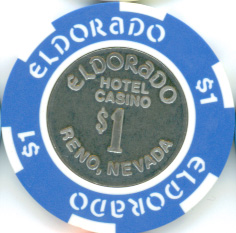 ELDORADO
$1
ELDORADO
$1
ELDORADO
HOTEL
CASINO
$1
RENO, NEVADA